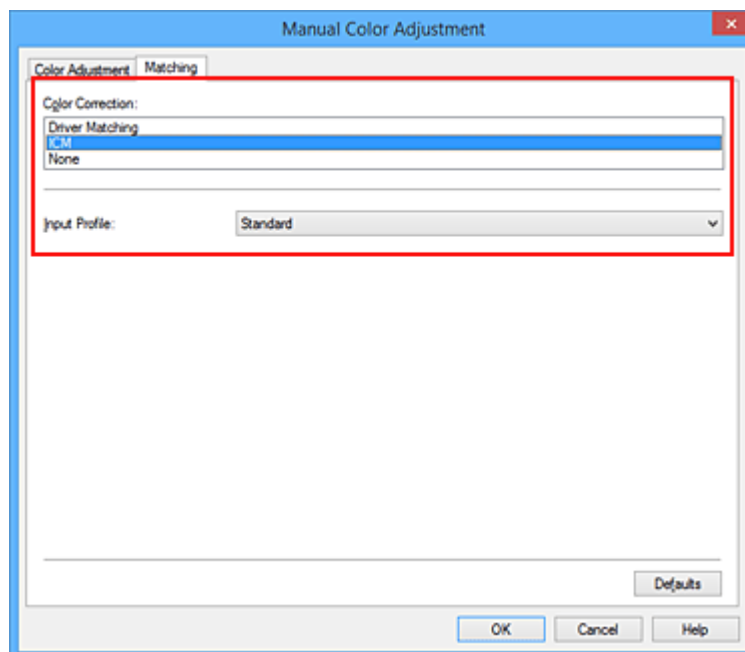 Manual Color Adjustment
Color Adjustment Matching
Color Correction:
Driver Matching
ICM
None
Input Profile: Standard
Defaults
OK Cancel Help